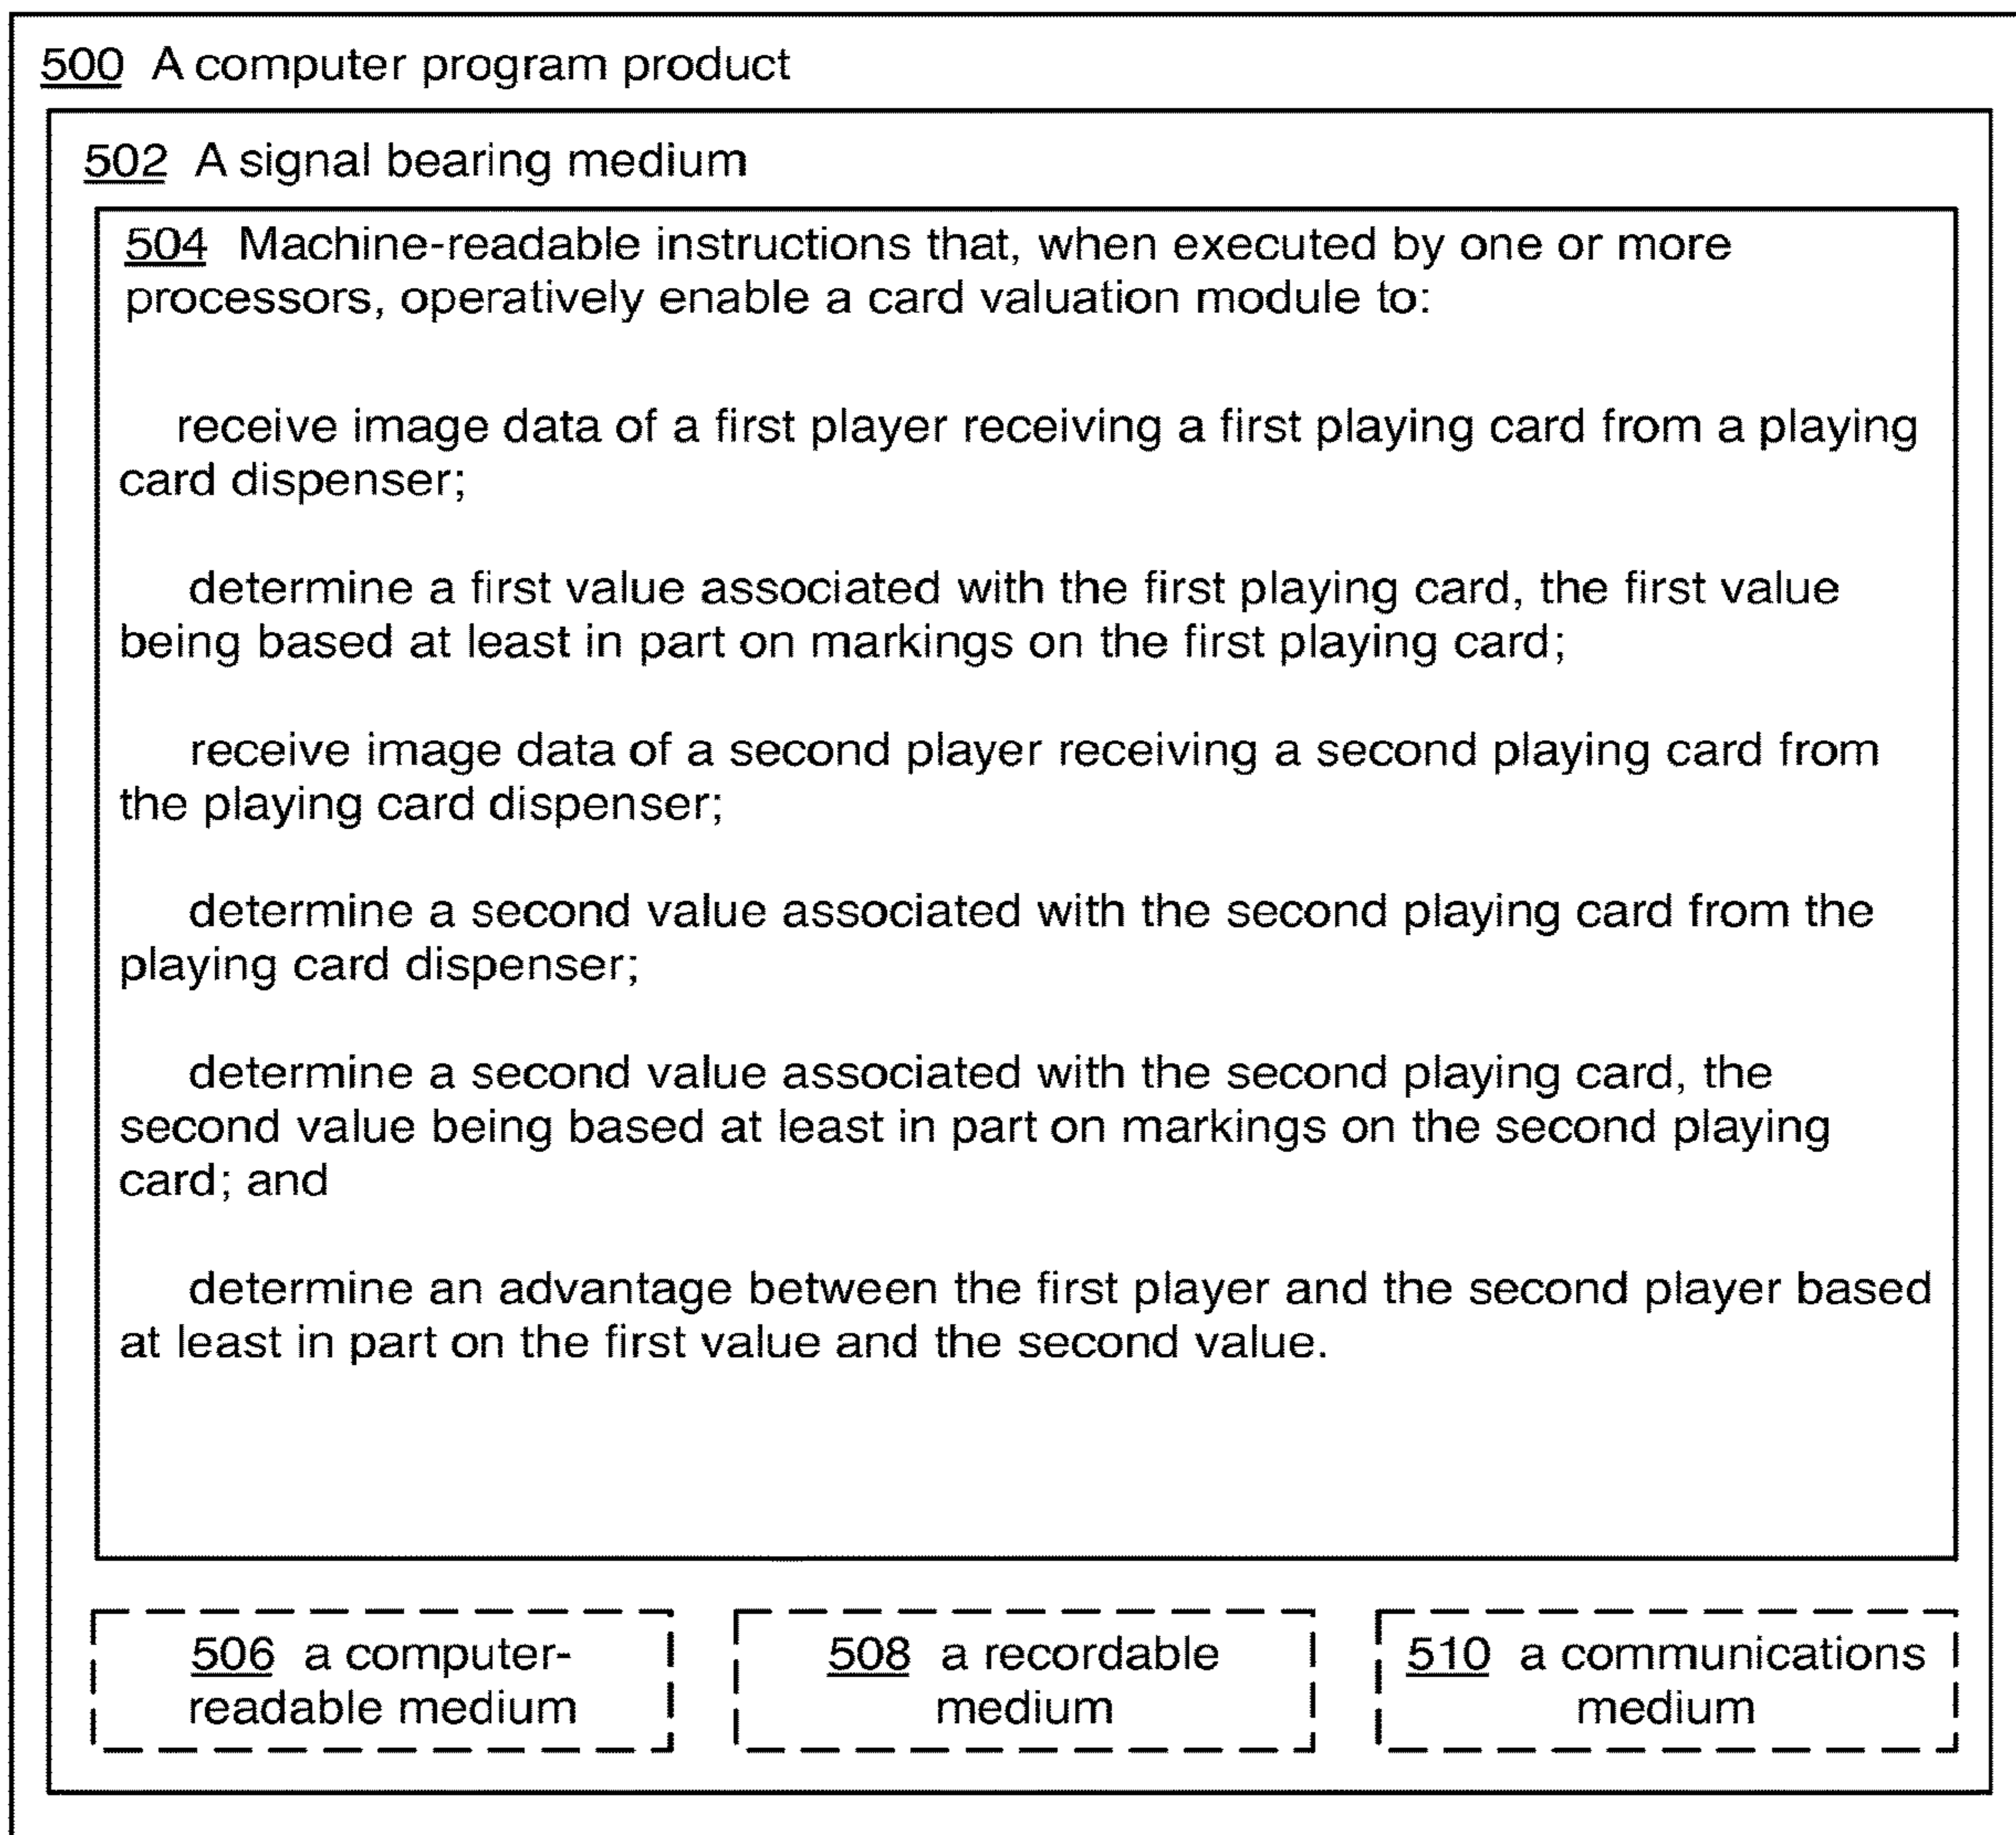 500 A computer program product
502 A signal bearing medium
504 Machine-readable instructions that, when executed by one or more
processors, operatively enable a card valuation module to:
receive image data of a first player receiving a first playing card from a playing
card dispenser;
determine a first value associated with the first playing card, the first value
being based at least in part on markings on the first playing card;
receive image data of a second player receiving a second playing card from
the playing card dispenser;
determine a second value associated with the second playing card from the
playing card dispenser;
determine a second value associated with the second playing card, the
second value being based at least in part on markings on the second playing
card; and
determine an advantage between the first player and the second player based
at least in part on the first value and the second value.
506 a computer-
readable medium
508 a recordable
medium
510 a communications
medium